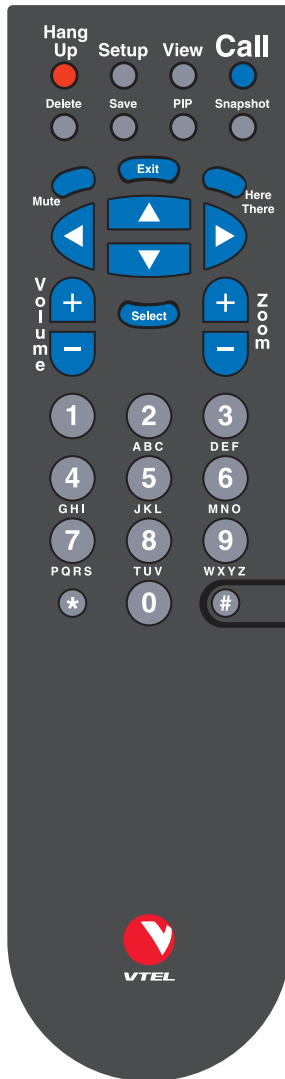 Hang Up Setup View Call
Delete Save PIP Snapshot
Exit
Mute
Here There
Volume
+
+
Zoom
Select
−
−
1 2 3
ABC DEF
4 5 6
GHI JKL MNO
7 8 9
PQRS TUV WXYZ
* 0 #
VTEL